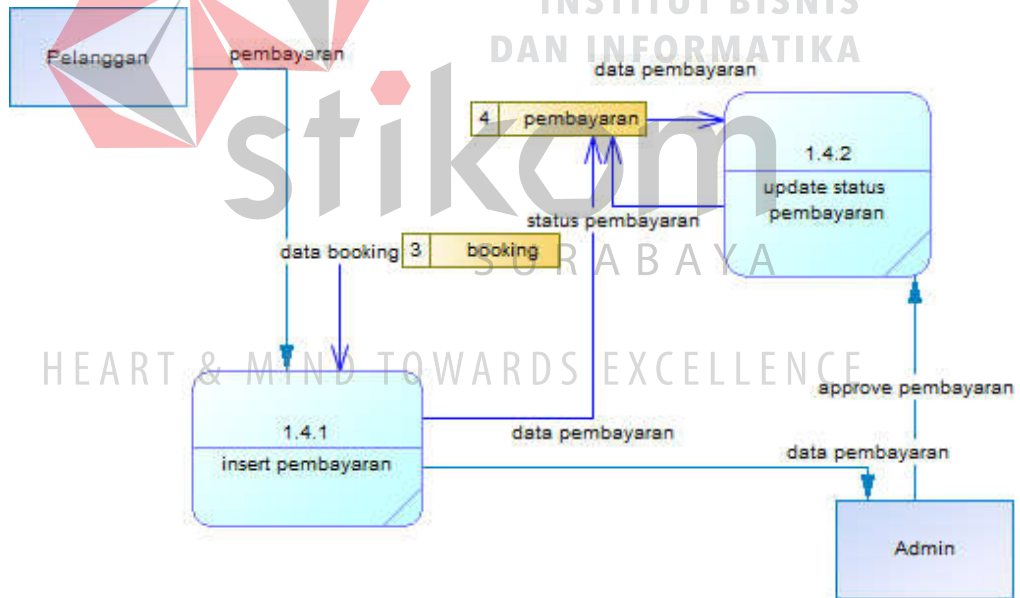 INSTITUT BISNIS
DAN INFORMATIKA
stikom
SURABAYA
HEART & MIND TOWARDS EXCELLENCE
Pelanggan
pembayaran
data pembayaran
4 pembayaran
1.4.2
update status
pembayaran
status pembayaran
data booking
3 booking
approve pembayaran
1.4.1
insert pembayaran
data pembayaran
data pembayaran
Admin